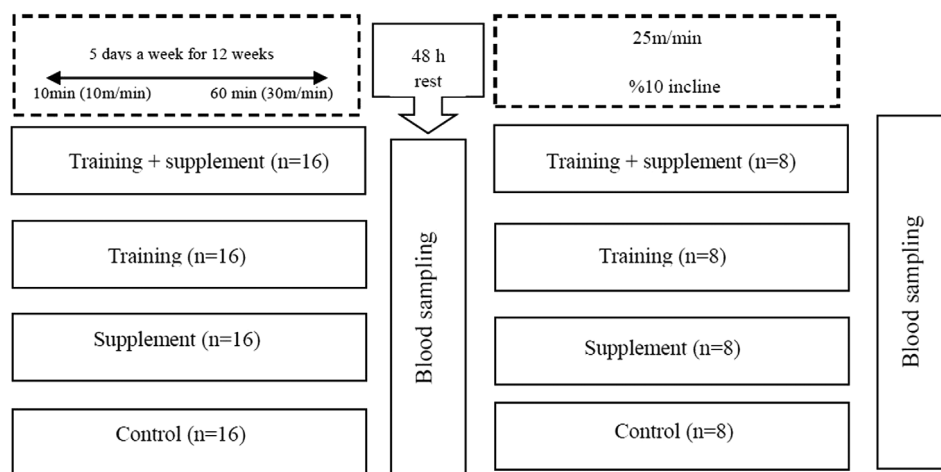 5 days a week for 12 weeks
10min (10m/min) 60 min (30m/min)
48 h
rest
25m/min
%10 incline
Training + supplement (n=16)
Training (n=16)
Supplement (n=16)
Control (n=16)
Blood sampling
Training + supplement (n=8)
Training (n=8)
Supplement (n=8)
Control (n=8)
Blood sampling